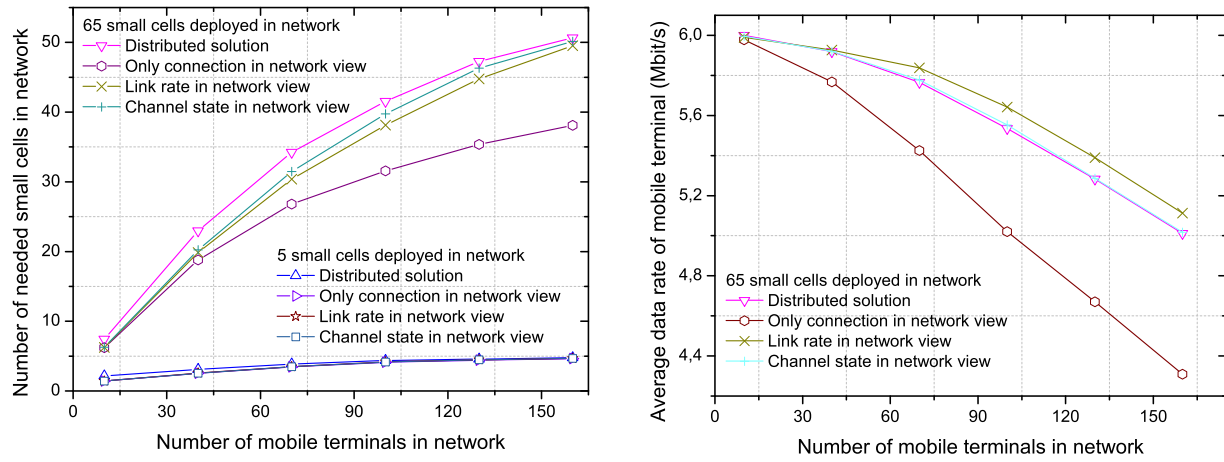 Number of needed small cells in network
50
40
30
20
10
0
65 small cells deployed in network
Distributed solution
Only connection in network view
Link rate in network view
Channel state in network view
5 small cells deployed in network
Distributed solution
Only connection in network view
Link rate in network view
Channel state in network view
0 30 60 90 120 150
Number of mobile terminals in network
Average data rate of mobile terminal (Mbit/s)
6,0
5,6
5,2
4,8
4,4
65 small cells deployed in network
Distributed solution
Only connection in network view
Link rate in network view
Channel state in network view
0 30 60 90 120 150
Number of mobile terminals in network